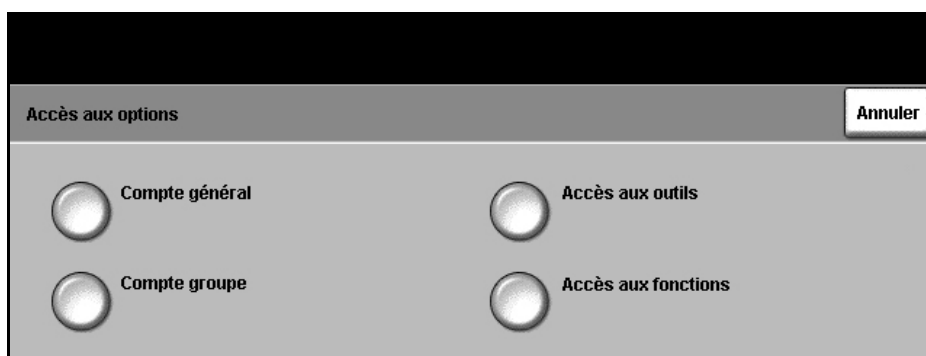 Accès aux options
Annuler
Compte général
Accès aux outils
Compte groupe
Accès aux fonctions